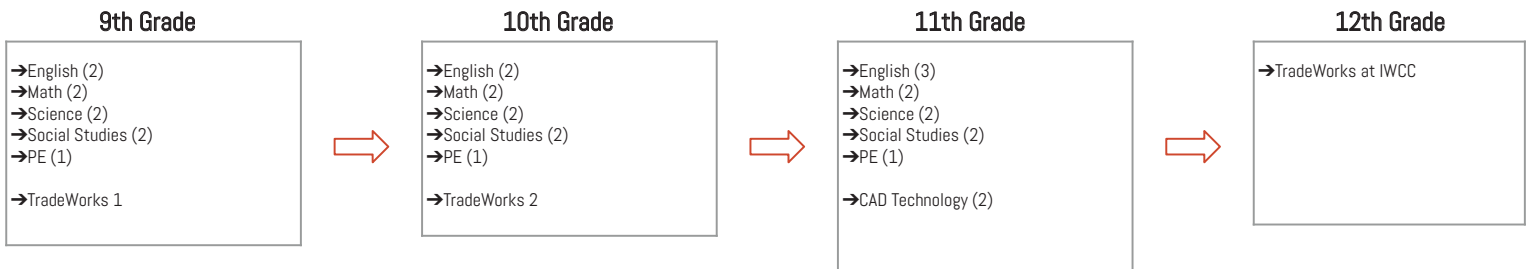 9th Grade
➔English (2)
➔Math (2)
➔Science (2)
➔Social Studies (2)
➔PE (1)
➔TradeWorks 1
10th Grade
➔English (2)
➔Math (2)
➔Science (2)
➔Social Studies (2)
➔PE (1)
➔TradeWorks 2
11th Grade
➔English (3)
➔Math (2)
➔Science (2)
➔Social Studies (2)
➔PE (1)
➔CAD Technology (2)
12th Grade
➔TradeWorks at IWCC